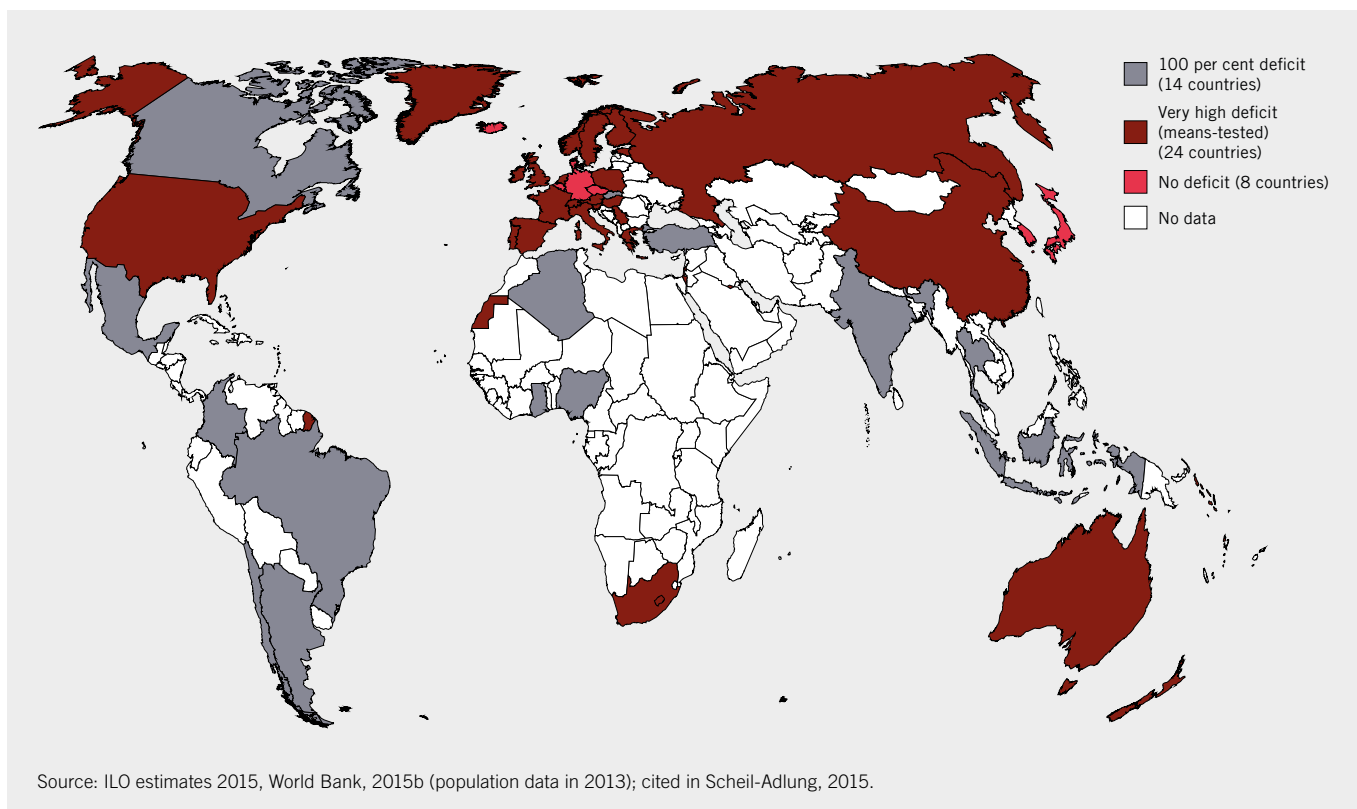 100 per cent deficit
(14 countries)
Very high deficit
(means-tested)
(24 countries)
No deficit (8 countries)
No data
Source: ILO estimates 2015, World Bank, 2015b (population data in 2013); cited in Scheil-Adlung, 2015.